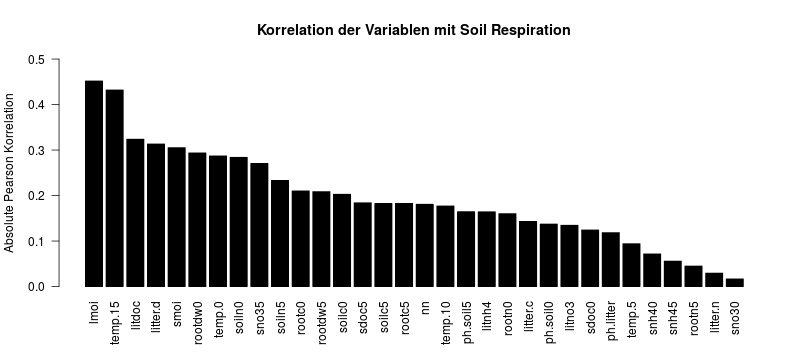 Korrelation der Variablen mit Soil Respiration
Absolute Pearson Korrelation
0.5
0.4
0.3
0.2
0.1
0.0
lmoi
temp.15
litdoc
litter.d
smoi
rootdw0
temp.0
soiln0
sno35
soiln5
rootc0
rootdw5
soilc0
sdoc5
soilc5
rootc5
nn
temp.10
ph.soil5
litnh4
rootn0
litter.c
ph.soil0
litno3
sdoc0
ph.litter
temp.5
snh40
snh45
rootn5
litter.n
sno30